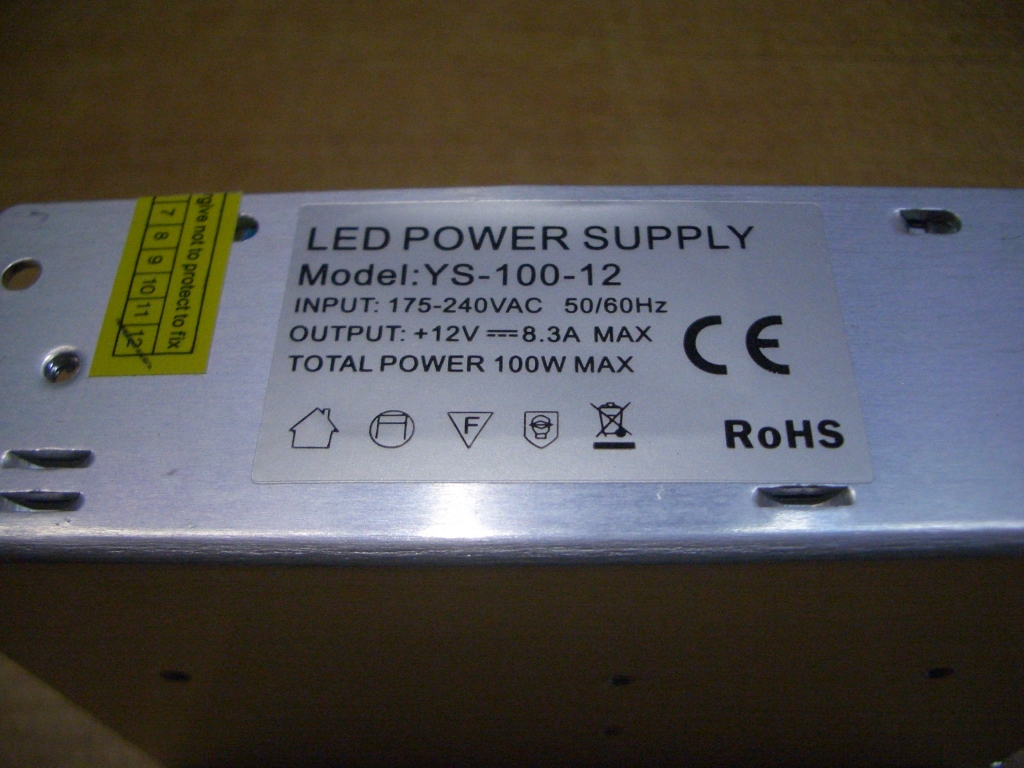 LED POWER SUPPLY
Model:YS-100-12
INPUT: 175-240VAC 50/60Hz
OUTPUT: +12V ⎓ 8.3A MAX
TOTAL POWER 100W MAX
CE
F
RoHS
give not to protect to fix
7 8 9 10 11 12